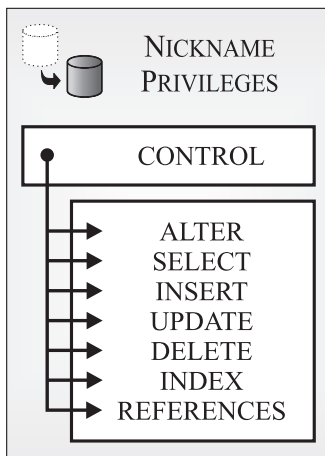 NICKNAME
PRIVILEGES
CONTROL
ALTER
SELECT
INSERT
UPDATE
DELETE
INDEX
REFERENCES